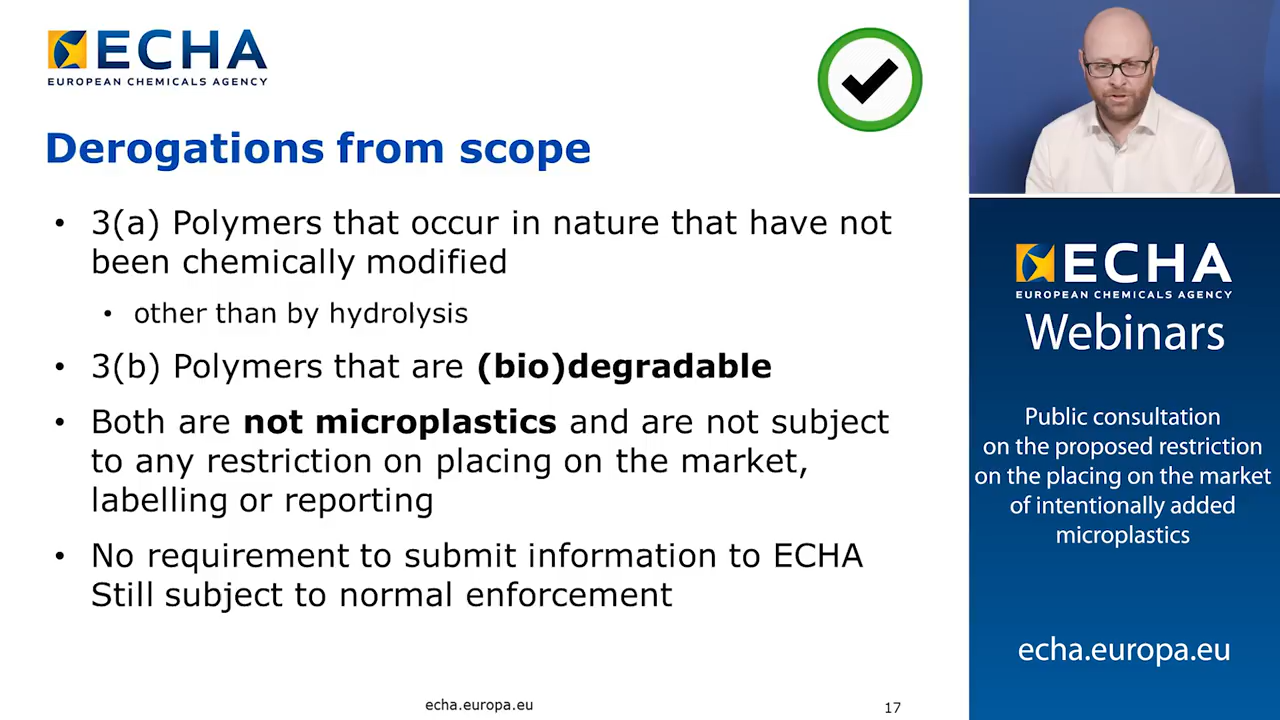 ECHA
EUROPEAN CHEMICALS AGENCY
Derogations from scope
• 3(a) Polymers that occur in nature that have not
been chemically modified
• other than by hydrolysis
• 3(b) Polymers that are (bio)degradable
• Both are not microplastics and are not subject
to any restriction on placing on the market,
labelling or reporting
• No requirement to submit information to ECHA
Still subject to normal enforcement
echa.europa.eu
17
ECHA
EUROPEAN CHEMICALS AGENCY
Webinars
Public consultation
on the proposed restriction
on the placing on the market
of intentionally added
microplastics
echa.europa.eu